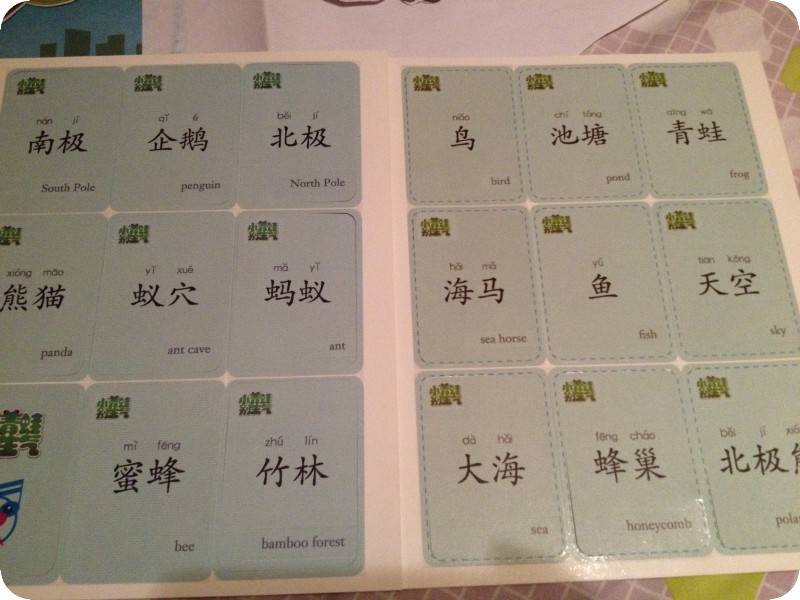 nán jí
南极
South Pole
qǐ é
企鹅
penguin
běi jí
北极
North Pole
xióng māo
熊猫
panda
yǐ xué
蚁穴
ant cave
mǎ yǐ
蚂蚁
ant
mì fēng
蜜蜂
bee
zhú lín
竹林
bamboo forest
niǎo
鸟
bird
chí táng
池塘
pond
qīng wā
青蛙
frog
hǎi mǎ
海马
sea horse
yú
鱼
fish
tiān kōng
天空
sky
dà hǎi
大海
sea
fēng cháo
蜂巢
honeycomb
běi jí
北极熊